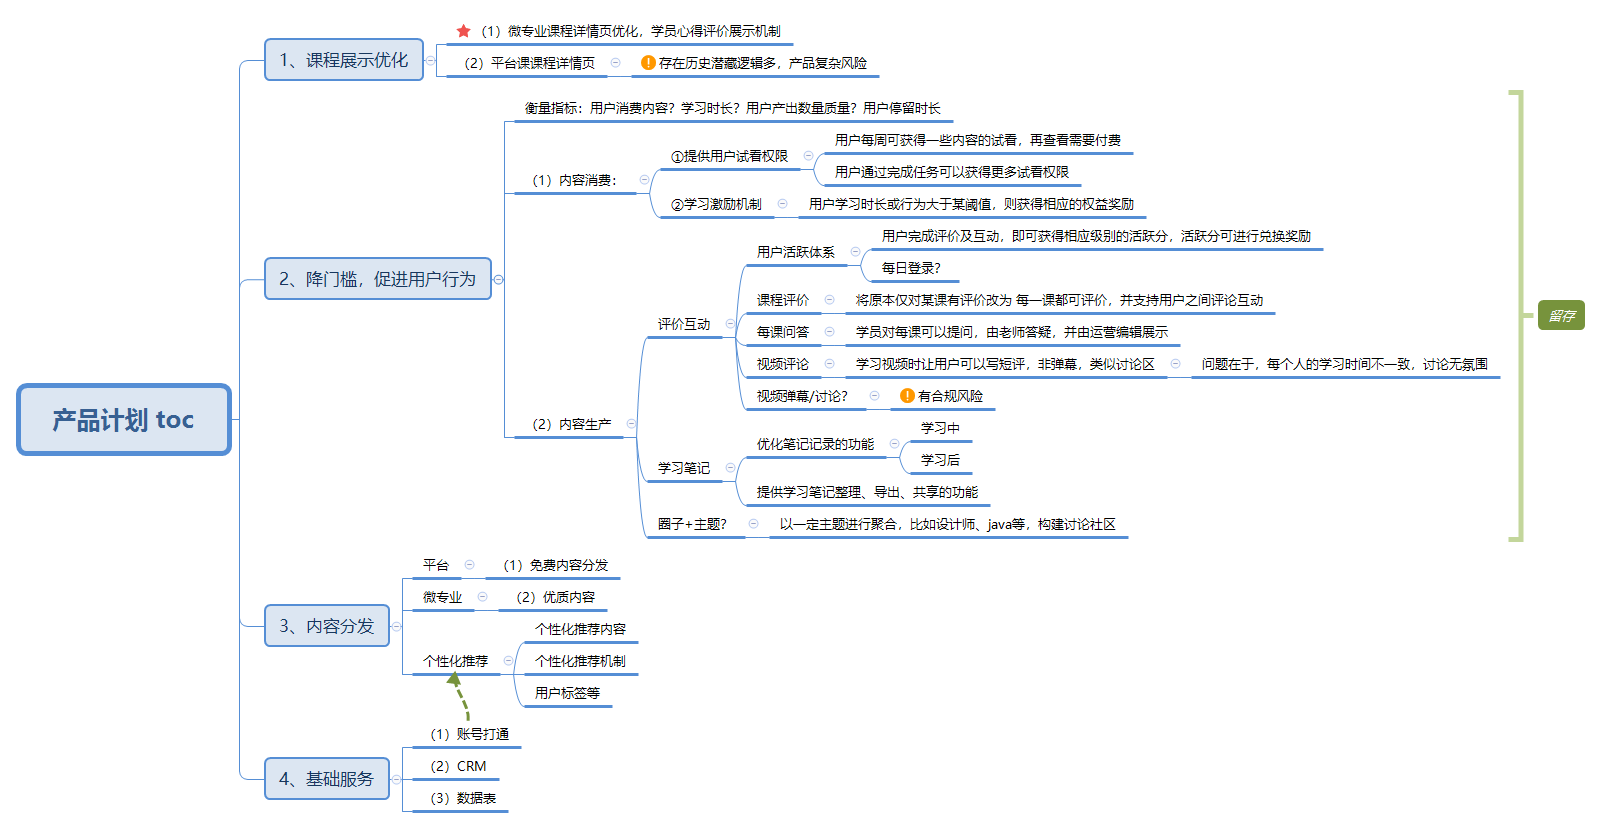 产品计划 toc
1、课程展示优化
（1）微专业课程详情页优化，学员心得评价展示机制
（2）平台课课程详情页
存在历史潜藏逻辑多，产品复杂风险
2、降门槛，促进用户行为
衡量指标：用户消费内容？学习时长？用户产出数量质量？用户停留时长
（1）内容消费：
①提供用户试看权限
用户每周可获得一些内容的试看，再查看需要付费
用户通过完成任务可以获得更多试看权限
②学习激励机制
用户学习时长或行为大于某阈值，则获得相应的权益奖励
（2）内容生产
评价互动
用户活跃体系
用户完成评价及互动，即可获得相应级别的活跃分，活跃分可进行兑换奖励
每日登录？
课程评价
将原本仅对某课有评价改为 每一课都可评价，并支持用户之间评论互动
每课问答
学员对每课可以提问，由老师答疑，并由运营编辑展示
视频评论
学习视频时让用户可以写短评，非弹幕，类似讨论区
问题在于，每个人的学习时间不一致，讨论无氛围
视频弹幕/讨论？
有合规风险
学习笔记
优化笔记记录的功能
学习中
学习后
提供学习笔记整理、导出、共享的功能
圈子+主题？
以一定主题进行聚合，比如设计师、java等，构建讨论社区
留存
3、内容分发
平台
（1）免费内容分发
微专业
（2）优质内容
个性化推荐
个性化推荐内容
个性化推荐机制
用户标签等
4、基础服务
（1）账号打通
（2）CRM
（3）数据表